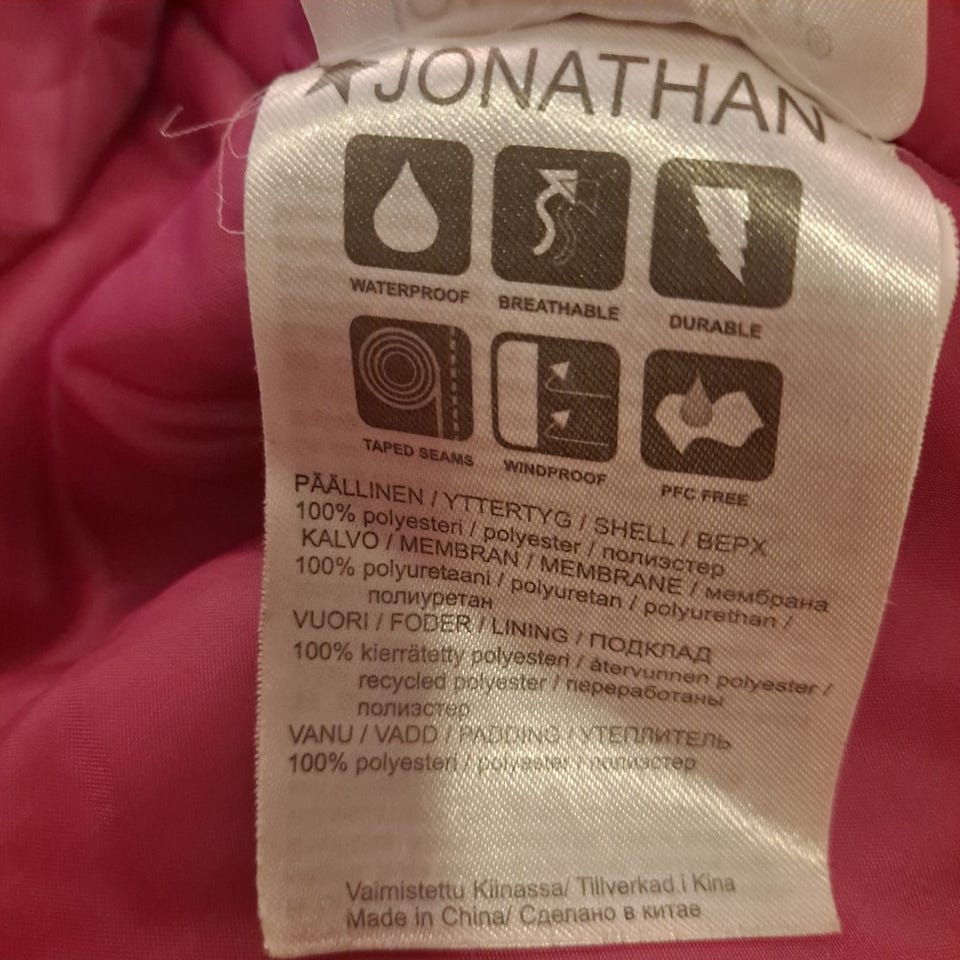 JONATHAN
WATERPROOF BREATHABLE DURABLE
TAPED SEAMS WINDPROOF PFC FREE
PÄÄLLINEN / YTTERTYG / SHELL / ВЕРХ
100% polyesteri / polyester / полиэстер
KALVO / MEMBRAN / MEMBRANE / мембрана
100% polyuretaani / polyuretan / polyurethan /
полиуретан
VUORI / FODER / LINING / ПОДКЛАД
100% kierrätetty polyesteri / återvunnen polyester /
recycled polyester / переработаны
полиэстер
VANU / VADD / PADDING / УТЕПЛИТЕЛЬ
100% polyesteri / polyester / полиэстер
Valmistettu Kiinassa/ Tillverkad i Kina
Made in China/ Сделано в китае